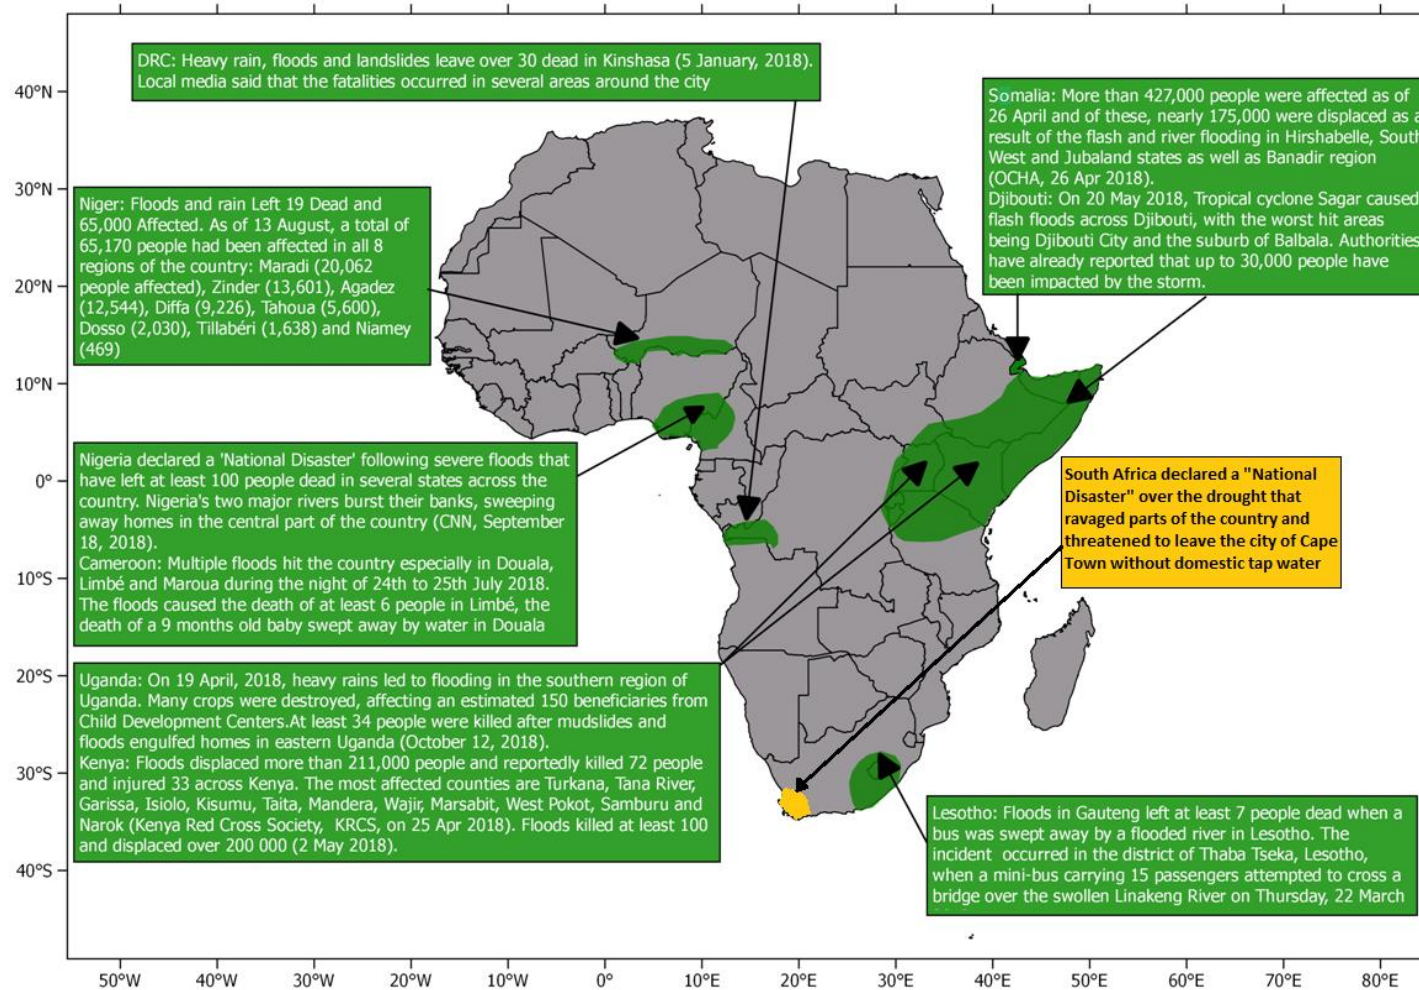 DRC: Heavy rain, floods and landslides leave over 30 dead in Kinshasa (5 January, 2018).
Local media said that the fatalities occurred in several areas around the city
Somalia: More than 427,000 people were affected as of
26 April and of these, nearly 175,000 were displaced as a
result of the flash and river flooding in Hirshabelle, South
West and Jubaland states as well as Banadir region
(OCHA, 26 Apr 2018).
Djibouti: On 20 May 2018, Tropical cyclone Sagar caused
flash floods across Djibouti, with the worst hit areas
being Djibouti City and the suburb of Balbala. Authorities
have already reported that up to 30,000 people have
been impacted by the storm.
Niger: Floods and rain Left 19 Dead and
65,000 Affected. As of 13 August, a total of
65,170 people had been affected in all 8
regions of the country: Maradi (20,062
people affected), Zinder (13,601), Agadez
(12,544), Diffa (9,226), Tahoua (5,600),
Dosso (2,030), Tillabéri (1,638) and Niamey
(469)
Nigeria declared a 'National Disaster' following severe floods that
have left at least 100 people dead in several states across the
country. Nigeria's two major rivers burst their banks, sweeping
away homes in the central part of the country (CNN, September
18, 2018).
Cameroon: Multiple floods hit the country especially in Douala,
Limbé and Maroua during the night of 24th to 25th July 2018.
The floods caused the death of at least 6 people in Limbé, the
death of a 9 months old baby swept away by water in Douala
South Africa declared a "National
Disaster" over the drought that
ravaged parts of the country and
threatened to leave the city of Cape
Town without domestic tap water
Uganda: On 19 April, 2018, heavy rains led to flooding in the southern region of
Uganda. Many crops were destroyed, affecting an estimated 150 beneficiaries from
Child Development Centers.At least 34 people were killed after mudslides and
floods engulfed homes in eastern Uganda (October 12, 2018).
Kenya: Floods displaced more than 211,000 people and reportedly killed 72 people
and injured 33 across Kenya. The most affected counties are Turkana, Tana River,
Garissa, Isiolo, Kisumu, Taita, Mandera, Wajir, Marsabit, West Pokot, Samburu and
Narok (Kenya Red Cross Society, KRCS, on 25 Apr 2018). Floods killed at least 100
and displaced over 200 000 (2 May 2018).
Lesotho: Floods in Gauteng left at least 7 people dead when a
bus was swept away by a flooded river in Lesotho. The
incident occurred in the district of Thaba Tseka, Lesotho,
when a mini-bus carrying 15 passengers attempted to cross a
bridge over the swollen Linakeng River on Thursday, 22 March
40°N
30°N
20°N
10°N
0°
10°S
20°S
30°S
40°S
50°W
40°W
30°W
20°W
10°W
0°
10°E
20°E
30°E
40°E
50°E
60°E
70°E
80°E